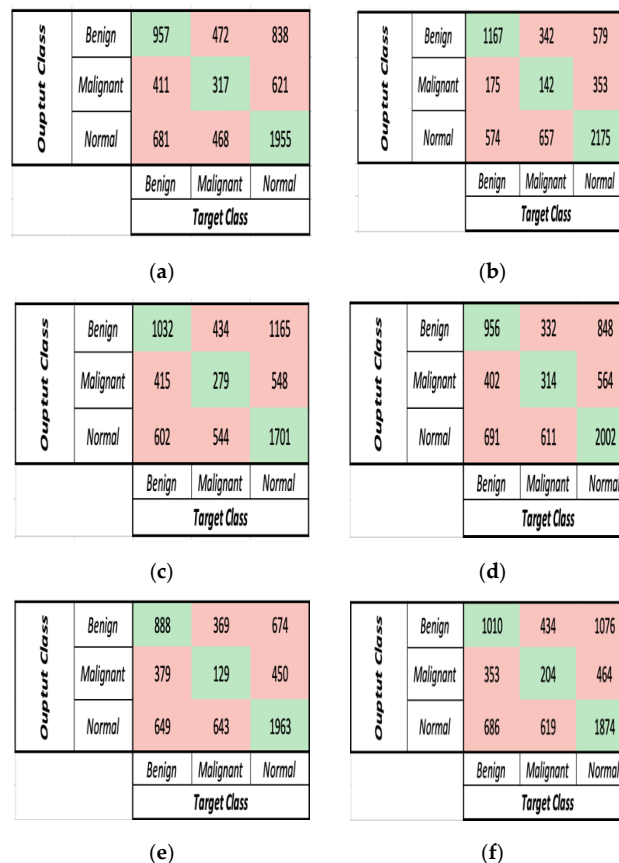 Ouptut Class
Benign 957 472 838
Malignant 411 317 621
Normal 681 468 1955
Benign Malignant Normal
Target Class
(a)
Ouptut Class
Benign 1167 342 579
Malignant 175 142 353
Normal 574 657 2175
Benign Malignant Normal
Target Class
(b)
Ouptut Class
Benign 1032 434 1165
Malignant 415 279 548
Normal 602 544 1701
Benign Malignant Normal
Target Class
(c)
Ouptut Class
Benign 956 332 848
Malignant 402 314 564
Normal 691 611 2002
Benign Malignant Normal
Target Class
(d)
Ouptut Class
Benign 888 369 674
Malignant 379 129 450
Normal 649 643 1963
Benign Malignant Normal
Target Class
(e)
Ouptut Class
Benign 1010 434 1076
Malignant 353 204 464
Normal 686 619 1874
Benign Malignant Normal
Target Class
(f)